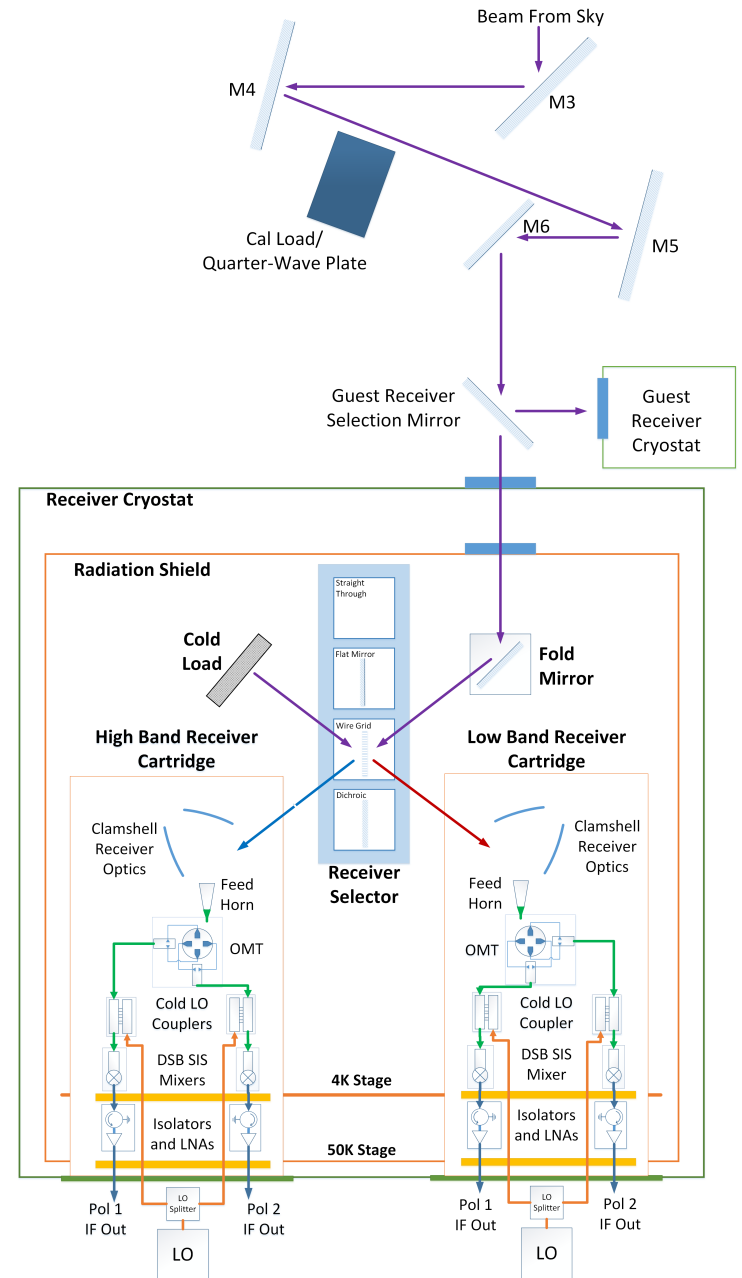 Beam From Sky
M4
M3
Cal Load/
Quarter-Wave Plate
M6
M5
Guest Receiver
Selection Mirror
Guest
Receiver
Cryostat
Receiver Cryostat
Radiation Shield
Straight
Through
Cold
Load
Flat Mirror
Fold
Mirror
Wire Grid
High Band Receiver
Cartridge
Low Band Receiver
Cartridge
Dichroic
Clamshell
Receiver
Optics
Clamshell
Receiver
Optics
Receiver
Selector
Feed
Horn
Feed
Horn
OMT
OMT
Cold LO
Couplers
Cold LO
Coupler
DSB SIS
Mixers
DSB SIS
Mixer
4K Stage
Isolators
and LNAs
Isolators
and LNAs
50K Stage
Pol 1
IF Out
LO
Splitter
Pol 2
IF Out
Pol 1
IF Out
LO
Splitter
Pol 2
IF Out
LO
LO